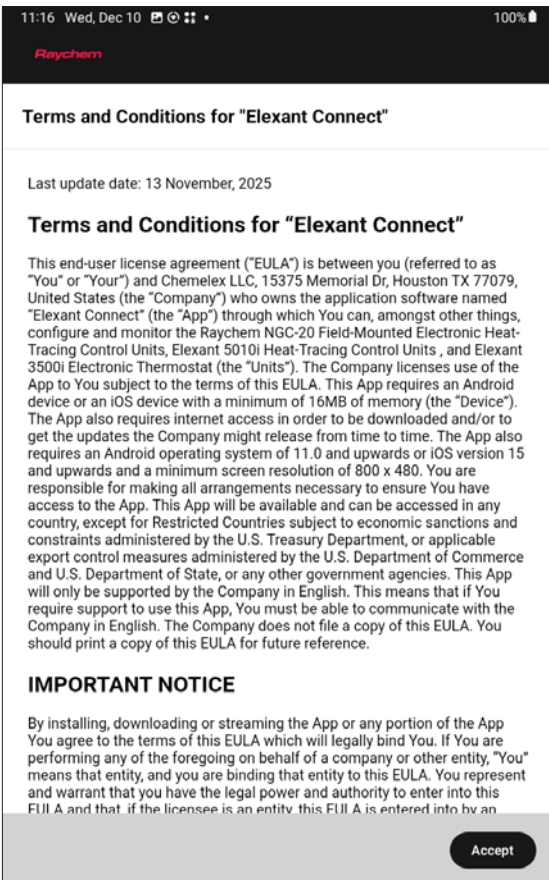 11:16 Wed, Dec 10
100%
Raychem
Terms and Conditions for "Elexant Connect"
Last update date: 13 November, 2025
Terms and Conditions for “Elexant Connect”
This end-user license agreement (“EULA”) is between you (referred to as
“You” or “Your”) and Chemelex LLC, 15375 Memorial Dr, Houston TX 77079,
United States (the “Company”) who owns the application software named
“Elexant Connect” (the “App”) through which You can, amongst other things,
configure and monitor the Raychem NGC-20 Field-Mounted Electronic Heat-
Tracing Control Units, Elexant 5010i Heat-Tracing Control Units , and Elexant
3500i Electronic Thermostat (the “Units”). The Company licenses use of the
App to You subject to the terms of this EULA. This App requires an Android
device or an iOS device with a minimum of 16MB of memory (the “Device”).
The App also requires internet access in order to be downloaded and/or to
get the updates the Company might release from time to time. The App also
requires an Android operating system of 11.0 and upwards or iOS version 15
and upwards and a minimum screen resolution of 800 x 480. You are
responsible for making all arrangements necessary to ensure You have
access to the App. This App will be available and can be accessed in any
country, except for Restricted Countries subject to economic sanctions and
constraints administered by the U.S. Treasury Department, or applicable
export control measures administered by the U.S. Department of Commerce
and U.S. Department of State, or any other government agencies. This App
will only be supported by the Company in English. This means that if You
require support to use this App, You must be able to communicate with the
Company in English. The Company does not file a copy of this EULA. You
should print a copy of this EULA for future reference.
IMPORTANT NOTICE
By installing, downloading or streaming the App or any portion of the App
You agree to the terms of this EULA which will legally bind You. If You are
performing any of the foregoing on behalf of a company or other entity, “You”
means that entity, and you are binding that entity to this EULA. You represent
and warrant that you have the legal power and authority to enter into this
EULA and that, if the licensee is an entity, this EULA is entered into by an
Accept